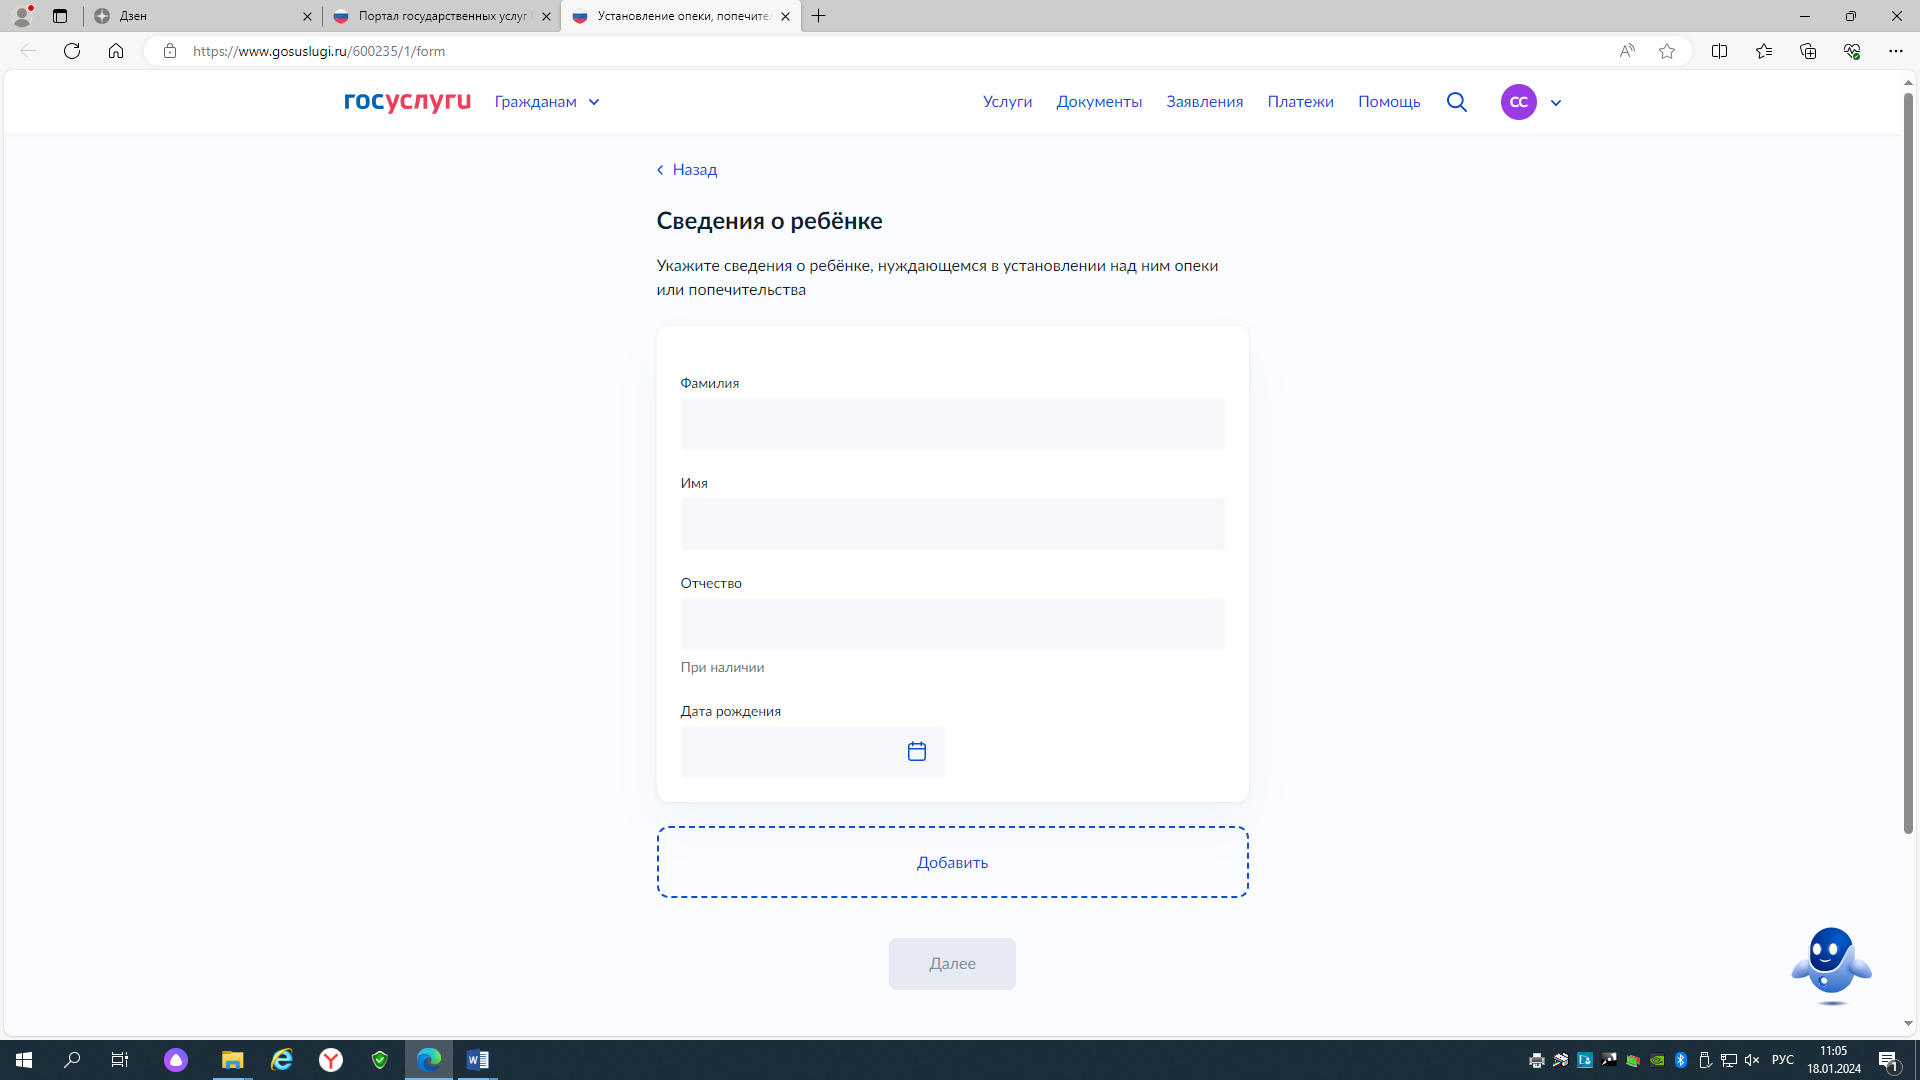 Дзен
Портал государственных услуг
Установление опеки, попечите
https://www.gosuslugi.ru/600235/1/form
госуслуги
Гражданам
Услуги
Документы
Заявления
Платежи
Помощь
СС
Назад
Сведения о ребёнке
Укажите сведения о ребёнке, нуждающемся в установлении над ним опеки
или попечительства
Фамилия
Имя
Отчество
При наличии
Дата рождения
Добавить
Далее
РУС
11:05
18.01.2024
1